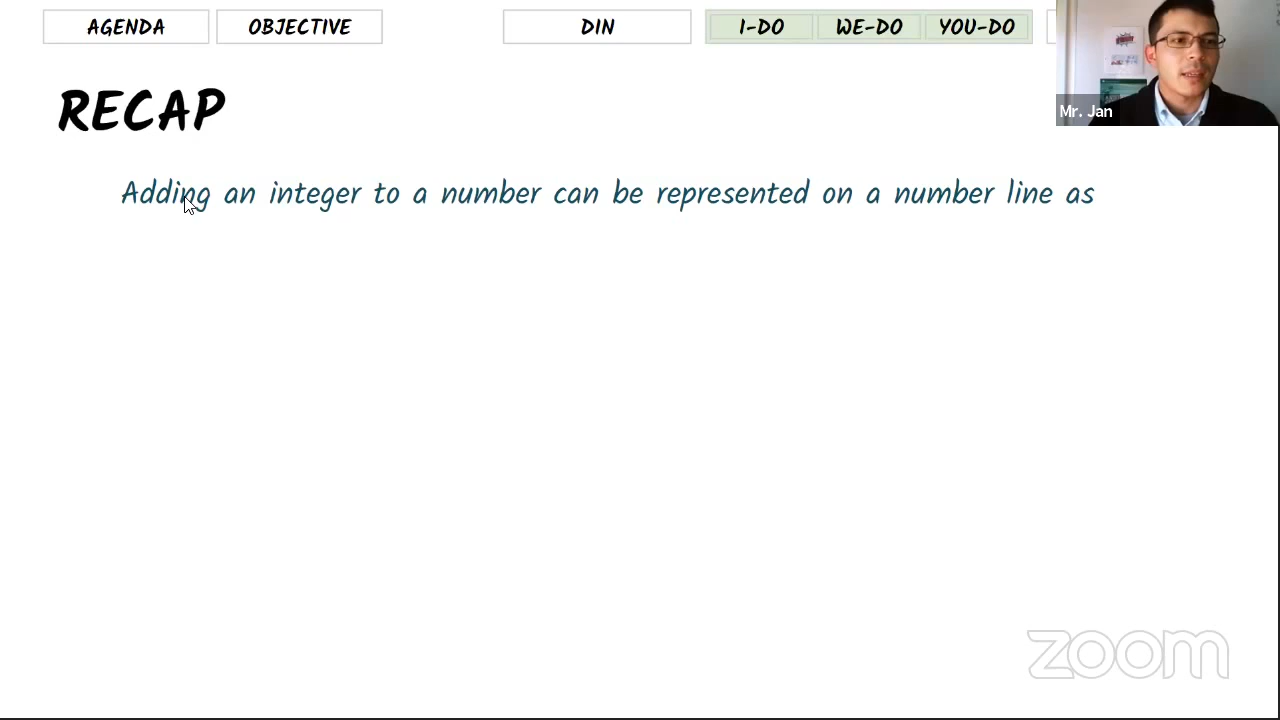 AGENDA
OBJECTIVE
DIN
I-DO
WE-DO
YOU-DO
Mr. Jan
RECAP
Adding an integer to a number can be represented on a number line as
zoom